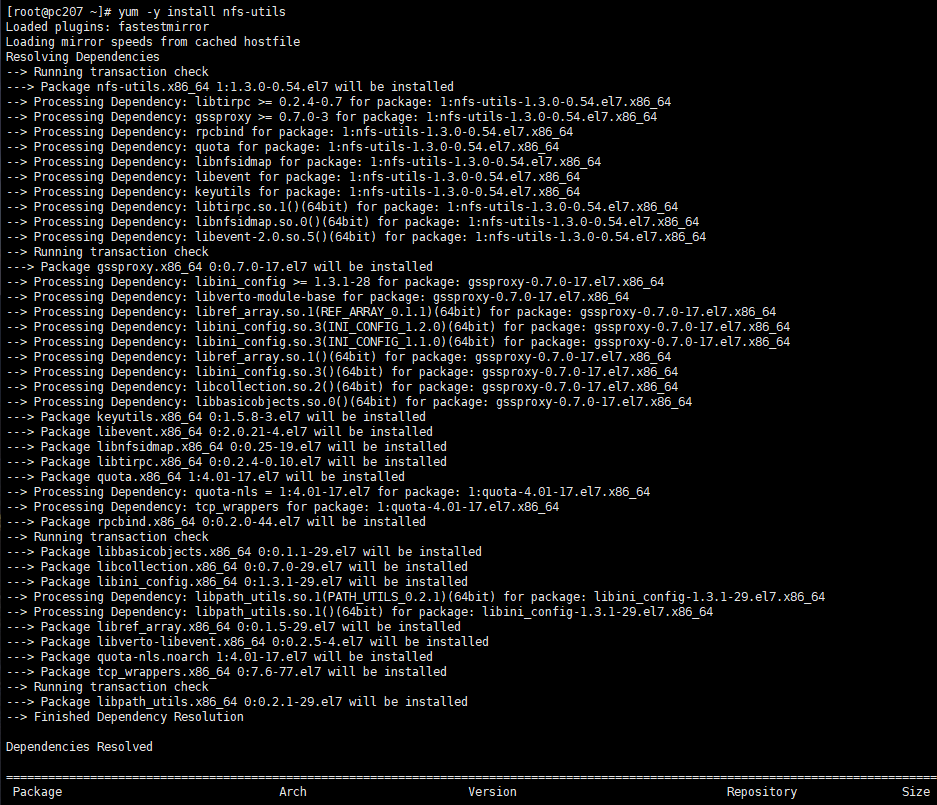 [root@pc207 ~]# yum -y install nfs-utils
Loaded plugins: fastestmirror
Loading mirror speeds from cached hostfile
Resolving Dependencies
--> Running transaction check
---> Package nfs-utils.x86_64 1:1.3.0-0.54.el7 will be installed
--> Processing Dependency: libtirpc >= 0.2.4-0.7 for package: 1:nfs-utils-1.3.0-0.54.el7.x86_64
--> Processing Dependency: gssproxy >= 0.7.0-3 for package: 1:nfs-utils-1.3.0-0.54.el7.x86_64
--> Processing Dependency: rpcbind for package: 1:nfs-utils-1.3.0-0.54.el7.x86_64
--> Processing Dependency: quota for package: 1:nfs-utils-1.3.0-0.54.el7.x86_64
--> Processing Dependency: libnfsidmap for package: 1:nfs-utils-1.3.0-0.54.el7.x86_64
--> Processing Dependency: libevent for package: 1:nfs-utils-1.3.0-0.54.el7.x86_64
--> Processing Dependency: keyutils for package: 1:nfs-utils-1.3.0-0.54.el7.x86_64
--> Processing Dependency: libtirpc.so.1()(64bit) for package: 1:nfs-utils-1.3.0-0.54.el7.x86_64
--> Processing Dependency: libnfsidmap.so.0()(64bit) for package: 1:nfs-utils-1.3.0-0.54.el7.x86_64
--> Processing Dependency: libevent-2.0.so.5()(64bit) for package: 1:nfs-utils-1.3.0-0.54.el7.x86_64
--> Running transaction check
---> Package gssproxy.x86_64 0:0.7.0-17.el7 will be installed
--> Processing Dependency: libini_config >= 1.3.1-28 for package: gssproxy-0.7.0-17.el7.x86_64
--> Processing Dependency: libverto-module-base for package: gssproxy-0.7.0-17.el7.x86_64
--> Processing Dependency: libref_array.so.1(REF_ARRAY_0.1.1)(64bit) for package: gssproxy-0.7.0-17.el7.x86_64
--> Processing Dependency: libini_config.so.3(INI_CONFIG_1.2.0)(64bit) for package: gssproxy-0.7.0-17.el7.x86_64
--> Processing Dependency: libini_config.so.3(INI_CONFIG_1.1.0)(64bit) for package: gssproxy-0.7.0-17.el7.x86_64
--> Processing Dependency: libref_array.so.1()(64bit) for package: gssproxy-0.7.0-17.el7.x86_64
--> Processing Dependency: libini_config.so.3()(64bit) for package: gssproxy-0.7.0-17.el7.x86_64
--> Processing Dependency: libcollection.so.2()(64bit) for package: gssproxy-0.7.0-17.el7.x86_64
--> Processing Dependency: libbasicobjects.so.0()(64bit) for package: gssproxy-0.7.0-17.el7.x86_64
---> Package keyutils.x86_64 0:1.5.8-3.el7 will be installed
---> Package libevent.x86_64 0:2.0.21-4.el7 will be installed
---> Package libnfsidmap.x86_64 0:0.25-19.el7 will be installed
---> Package libtirpc.x86_64 0:0.2.4-0.10.el7 will be installed
---> Package quota.x86_64 1:4.01-17.el7 will be installed
--> Processing Dependency: quota-nls = 1:4.01-17.el7 for package: 1:quota-4.01-17.el7.x86_64
--> Processing Dependency: tcp_wrappers for package: 1:quota-4.01-17.el7.x86_64
---> Package rpcbind.x86_64 0:0.2.0-44.el7 will be installed
--> Running transaction check
---> Package libbasicobjects.x86_64 0:0.1.1-29.el7 will be installed
---> Package libcollection.x86_64 0:0.7.0-29.el7 will be installed
---> Package libini_config.x86_64 0:1.3.1-29.el7 will be installed
--> Processing Dependency: libpath_utils.so.1(PATH_UTILS_0.2.1)(64bit) for package: libini_config-1.3.1-29.el7.x86_64
--> Processing Dependency: libpath_utils.so.1()(64bit) for package: libini_config-1.3.1-29.el7.x86_64
---> Package libref_array.x86_64 0:0.1.5-29.el7 will be installed
---> Package libverto-libevent.x86_64 0:0.2.5-4.el7 will be installed
---> Package quota-nls.noarch 1:4.01-17.el7 will be installed
---> Package tcp_wrappers.x86_64 0:7.6-77.el7 will be installed
--> Running transaction check
---> Package libpath_utils.x86_64 0:0.2.1-29.el7 will be installed
--> Finished Dependency Resolution
Dependencies Resolved
=====================================================================================================================================
Package Arch Version Repository Size